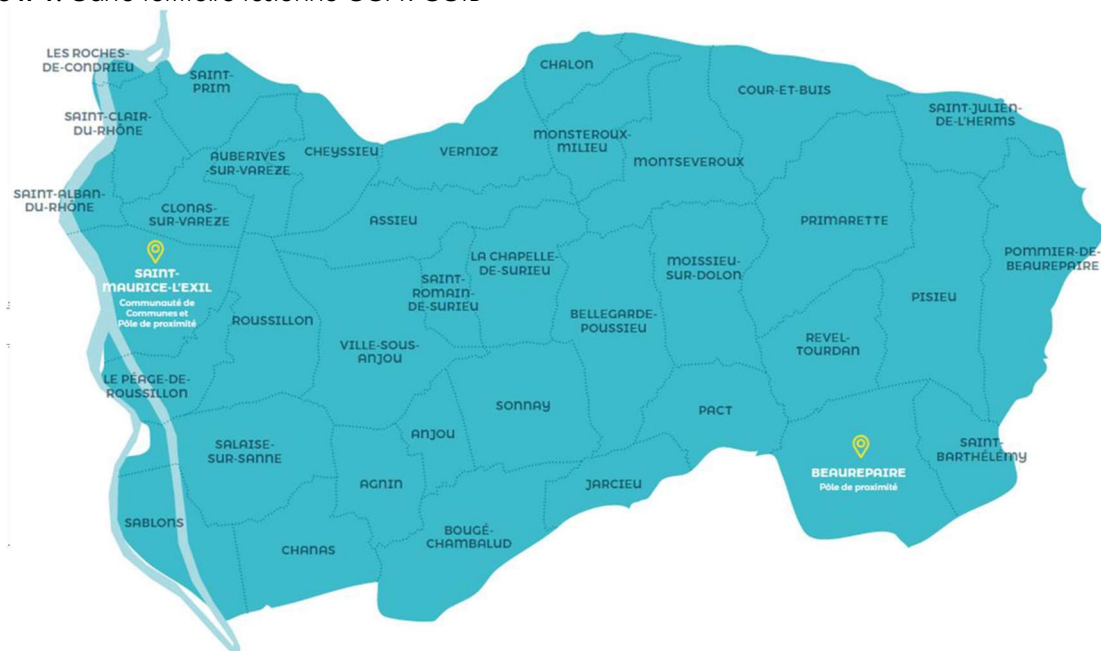 LES ROCHES-
DE-CONDRIEU
SAINT-
PRIM
CHALON
COUR-ET-BUIS
SAINT-JULIEN-
DE-L'HERMS
SAINT-CLAIR-
DU-RHÔNE
AUBERIVES
-SUR-VAREZE
CHEYSSIEU
VERNIOZ
MONSTEROUX-
MILIEU
MONTSEVEROUX
SAINT-ALBAN-
DU-RHÔNE
CLONAS-
SUR-VAREZE
ASSIEU
PRIMARETTE
LA CHAPELLE-
DE-SURIEU
MOISSIEU-
SUR-DOLON
POMMIER-DE-
BEAUREPAIRE
SAINT-
MAURICE-L'EXIL
Communauté de
Communes et
Pôle de proximité
SAINT-
ROMAIN-
DE-SURIEU
PISIEU
ROUSSILLON
BELLEGARDE-
POUSSIEU
VILLE-SOUS-
ANJOU
REVEL-
TOURDAN
LE PÉAGE-DE-
ROUSSILLON
SONNAY
PACT
ANJOU
SALAISE-
SUR-SANNE
SAINT-
BARTHÉLÉMY
BEAUREPAIRE
Pôle de proximité
AGNIN
JARCIEU
SABLONS
BOUGÉ-
CHAMBALUD
CHANAS